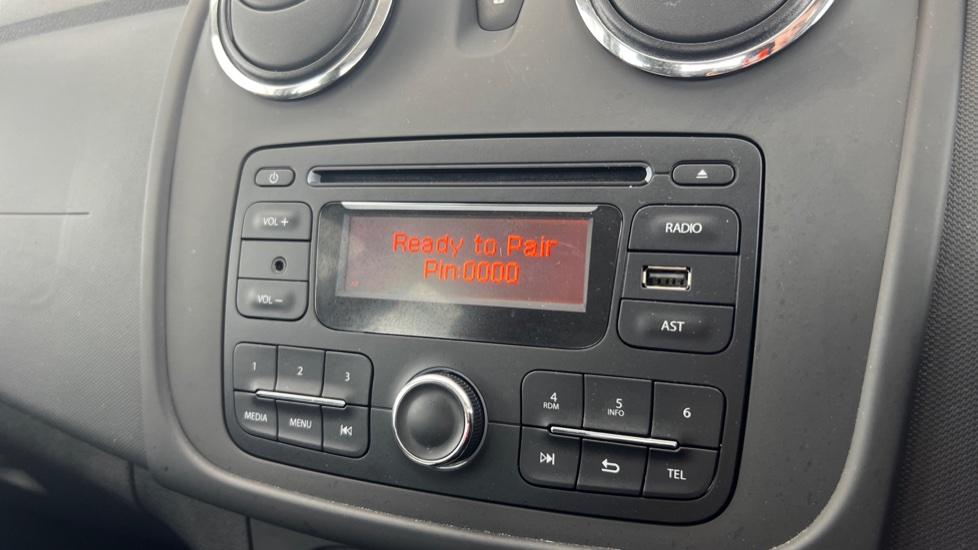 VOL +
RADIO
Ready to Pair
Pin:0000
VOL −
AST
1 2 3
MEDIA MENU
4 RDM
5 INFO
6
TEL